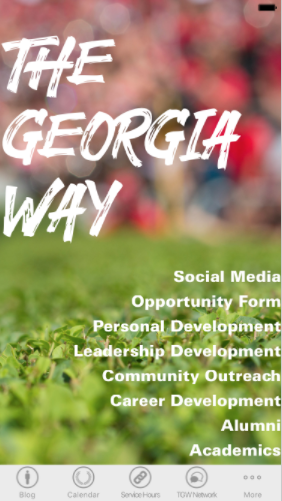 THE
GEORGIA
WAY
Social Media
Opportunity Form
Personal Development
Leadership Development
Community Outreach
Career Development
Alumni
Academics
Blog Calendar Service Hours TGW Network More